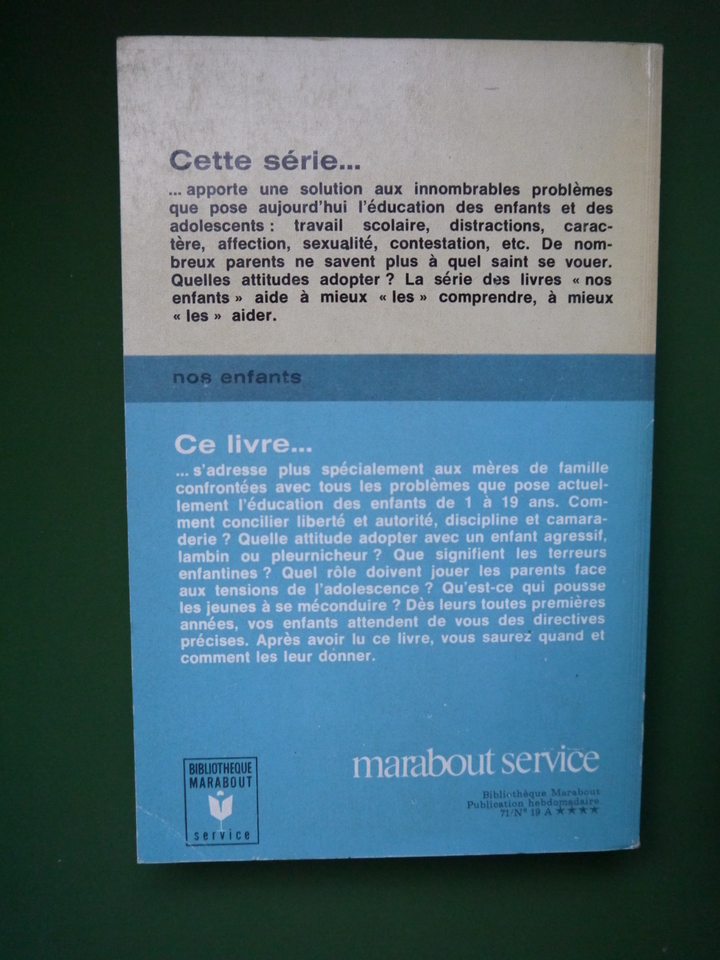 Cette série...
... apporte une solution aux innombrables problèmes
que pose aujourd'hui l'éducation des enfants et des
adolescents : travail scolaire, distractions, carac-
tère, affection, sexualité, contestation, etc. De nom-
breux parents ne savent plus à quel saint se vouer.
Quelles attitudes adopter ? La série des livres « nos
enfants » aide à mieux « les » comprendre, à mieux
« les » aider.
nos enfants
Ce livre...
... s'adresse plus spécialement aux mères de famille
confrontées avec tous les problèmes que pose actuel-
lement l'éducation des enfants de 1 à 19 ans. Com-
ment concilier liberté et autorité, discipline et camara-
derie ? Quelle attitude adopter avec un enfant agressif,
lambin ou pleurnicheur ? Que signifient les terreurs
enfantines ? Quel rôle doivent jouer les parents face
aux tensions de l'adolescence ? Qu'est-ce qui pousse
les jeunes à se méconduire ? Dès leurs toutes premières
années, vos enfants attendent de vous des directives
précises. Après avoir lu ce livre, vous saurez quand et
comment les leur donner.
BIBLIOTHEQUE
MARABOUT
service
marabout service
Bibliothèque Marabout
Publication hebdomadaire
71/N° 19 A ★★★★